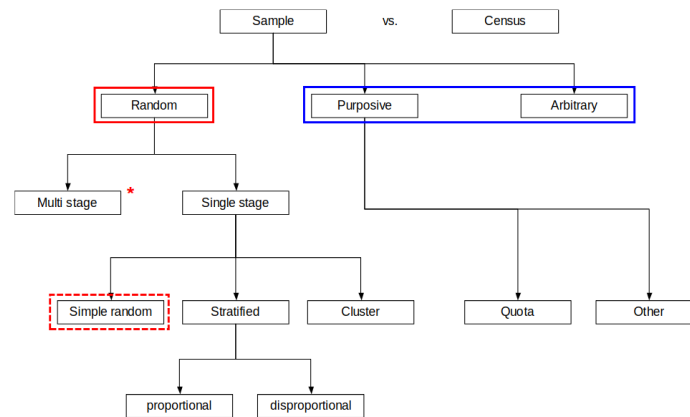 Sample vs. Census
Random Purposive Arbitrary
Multi stage * Single stage
Simple random Stratified Cluster Quota Other
proportional disproportional